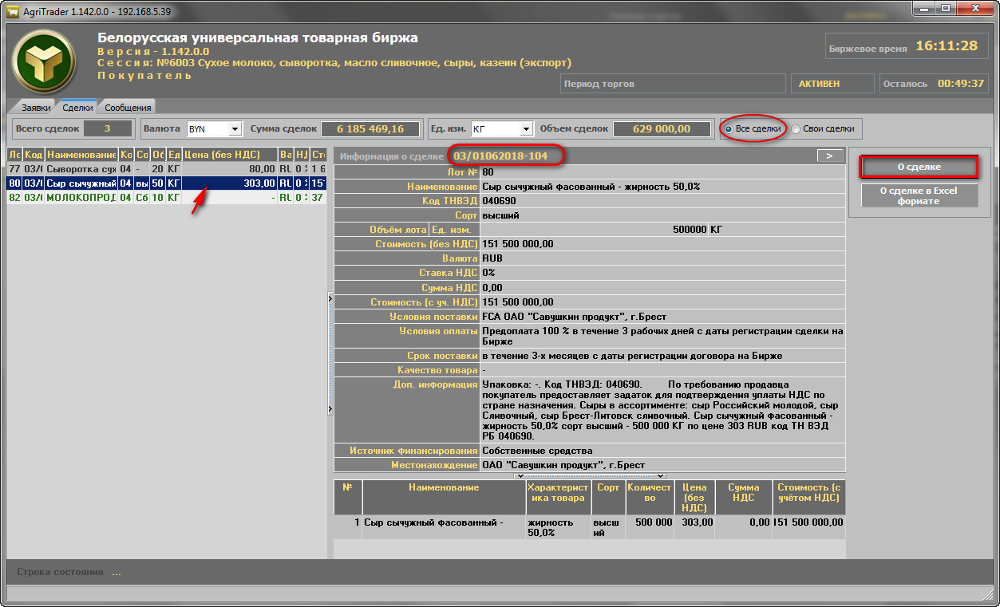 AgriTrader 1.142.0.0 - 192.168.5.39
Белорусская универсальная товарная биржа
Версия - 1.142.0.0
Сессия: №6003 Сухое молоко, сыворотка, масло сливочное, сыры, казеин (экспорт)
Покупатель
Биржевое время 16:11:28
Период торгов
АКТИВЕН
Осталось 00:49:37
Заявки Сделки Сообщения
Всего сделок 3 Валюта BYN Сумма сделок 6 185 469,16 Ед. изм. КГ Объем сделок 629 000,00 Все сделки Свои сделки
Ло Код Наименование Ко Со Об Ед Цена (без НДС) Ва НД Сто
77 03/0 Сыворотка сух 04 - 20 КГ 80,00 RU 0 % 1 6
80 03/0 Сыр сычужный 04 вы 50 КГ 303,00 RU 0 % 15
82 03/0 МОЛОКОПРОД 04 Сб 10 КГ - RU 0 % 37
Информация о сделке 03/01062018-104 >
Лот № 80
Наименование Сыр сычужный фасованный - жирность 50,0%
Код ТНВЭД 040690
Сорт высший
Объём лота Ед. изм. 500000 КГ
Стоимость (без НДС) 151 500 000,00
Валюта RUB
Ставка НДС 0%
Сумма НДС 0,00
Стоимость (с уч. НДС) 151 500 000,00
Условия поставки FCA ОАО "Савушкин продукт", г.Брест
Условия оплаты Предоплата 100 % в течение 3 рабочих дней с даты регистрации сделки на
Бирже
Срок поставки в течение 3-х месяцев с даты регистрации договора на Бирже
Качество товара -
Доп. информация Упаковка: -. Код ТНВЭД: 040690. По требованию продавца
покупатель предоставляет задаток для подтверждения уплаты НДС по
стране назначения. Сыры в ассортименте: сыр Российский молодой, сыр
Сливочный, сыр Брест-Литовск сливочный. Сыр сычужный фасованный -
жирность 50,0% сорт высший - 500 000 КГ по цене 303 RUB код ТН ВЭД
РБ 040690.
Источник финансирования Собственные средства
Местонахождение ОАО "Савушкин продукт", г.Брест
№ Наименование Характерист Сорт Количест Цена Сумма Стоимость (с
ика товара во (без НДС учётом НДС)
НДС)
1 Сыр сычужный фасованный - жирность высш 500 000 303,00 0,00 151 500 000,00
50,0% ий
О сделке
О сделке в Excel
формате
Строка состояния ...